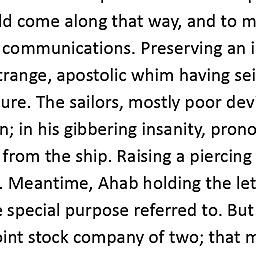 ld come along that way, and to m
communications. Preserving an i
trange, apostolic whim having sei
ure. The sailors, mostly poor dev
n; in his gibbering insanity, prono
from the ship. Raising a piercing
. Meantime, Ahab holding the let
special purpose referred to. But
oint stock company of two; that m